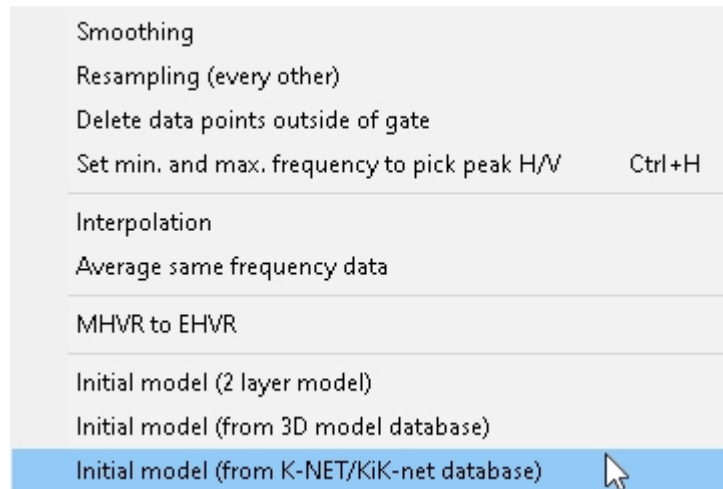 Smoothing
Resampling (every other)
Delete data points outside of gate
Set min. and max. frequency to pick peak H/V Ctrl+H
Interpolation
Average same frequency data
MHVR to EHVR
Initial model (2 layer model)
Initial model (from 3D model database)
Initial model (from K-NET/KiK-net database)